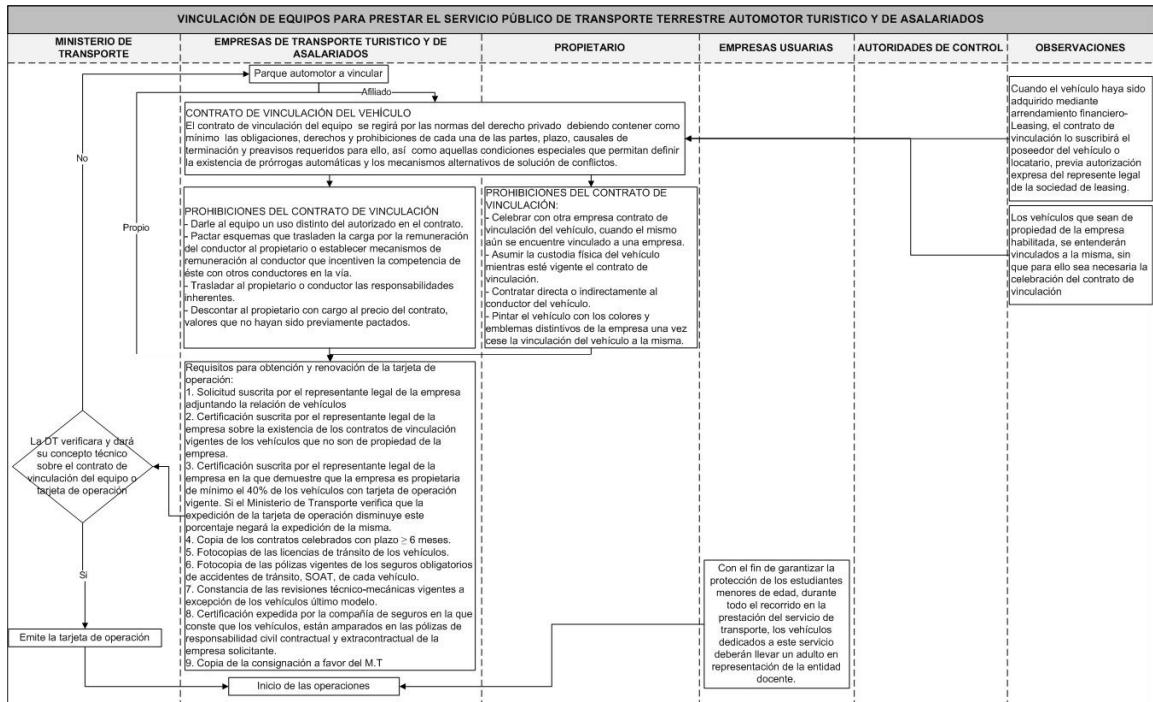 VINCULACIÓN DE EQUIPOS PARA PRESTAR EL SERVICIO PÚBLICO DE TRANSPORTE TERRESTRE AUTOMOTOR TURISTICO Y DE ASALARIADOS
MINISTERIO DE
TRANSPORTE
EMPRESAS DE TRANSPORTE TURISTICO Y DE
ASALARIADOS
PROPIETARIO
EMPRESAS USUARIAS
AUTORIDADES DE CONTROL
OBSERVACIONES
Parque automotor a vincular
Afiliado
CONTRATO DE VINCULACIÓN DEL VEHÍCULO
El contrato de vinculación del equipo se regirá por las normas del derecho privado debiendo contener como
mínimo las obligaciones, derechos y prohibiciones de cada una de las partes, plazo, causales de
terminación y preavisos requeridos para ello, así como aquellas condiciones especiales que permitan definir
la existencia de prórrogas automáticas y los mecanismos alternativos de solución de conflictos.
Cuando el vehículo haya sido
adquirido mediante
arrendamiento financiero-
Leasing, el contrato de
vinculación lo suscribirá el
poseedor del vehículo o
locatario, previa autorización
expresa del represente legal
de la sociedad de leasing.
No
Propio
PROHIBICIONES DEL CONTRATO DE VINCULACIÓN
- Darle al equipo un uso distinto del autorizado en el contrato.
- Pactar esquemas que trasladen la carga por la remuneración
del conductor al propietario o establecer mecanismos de
remuneración al conductor que incentiven la competencia de
éste con otros conductores en la vía.
- Trasladar al propietario o conductor las responsabilidades
inherentes.
- Descontar al propietario con cargo al precio del contrato,
valores que no hayan sido previamente pactados.
PROHIBICIONES DEL CONTRATO DE
VINCULACIÓN:
- Celebrar con otra empresa contrato de
vinculación del vehículo, cuando el mismo
aún se encuentre vinculado a una empresa.
- Asumir la custodia física del vehículo
mientras esté vigente el contrato de
vinculación.
- Contratar directa o indirectamente al
conductor del vehículo.
- Pintar el vehículo con los colores y
emblemas distintivos de la empresa una vez
cese la vinculación del vehículo a la misma.
Los vehículos que sean de
propiedad de la empresa
habilitada, se entenderán
vinculados a la misma, sin
que para ello sea necesaria la
celebración del contrato de
vinculación
La DT verificara y dará
su concepto técnico
sobre el contrato de
vinculación del equipo o
tarjeta de operación
Requisitos para obtención y renovación de la tarjeta de
operación:
1. Solicitud suscrita por el representante legal de la empresa
adjuntando la relación de vehículos
2. Certificación suscrita por el representante legal de la
empresa sobre la existencia de los contratos de vinculación
vigentes de los vehículos que no son de propiedad de la
empresa.
3. Certificación suscrita por el representante legal de la
empresa en la que demuestre que la empresa es propietaria
de mínimo el 40% de los vehículos con tarjeta de operación
vigente. Si el Ministerio de Transporte verifica que la
expedición de la tarjeta de operación disminuye este
porcentaje negará la expedición de la misma.
4. Copia de los contratos celebrados con plazo ≥ 6 meses.
5. Fotocopias de las licencias de tránsito de los vehículos.
6. Fotocopia de las pólizas vigentes de los seguros obligatorios
de accidentes de tránsito, SOAT, de cada vehículo.
7. Constancia de las revisiones técnico-mecánicas vigentes a
excepción de los vehículos último modelo.
8. Certificación expedida por la compañía de seguros en la que
conste que los vehículos, están amparados en las pólizas de
responsabilidad civil contractual y extracontractual de la
empresa solicitante.
9. Copia de la consignación a favor del M.T
Sí
Emite la tarjeta de operación
Con el fin de garantizar la
protección de los estudiantes
menores de edad, durante
todo el recorrido en la
prestación del servicio de
transporte, los vehículos
dedicados a este servicio
deberán llevar un adulto en
representación de la entidad
docente.
Inicio de las operaciones